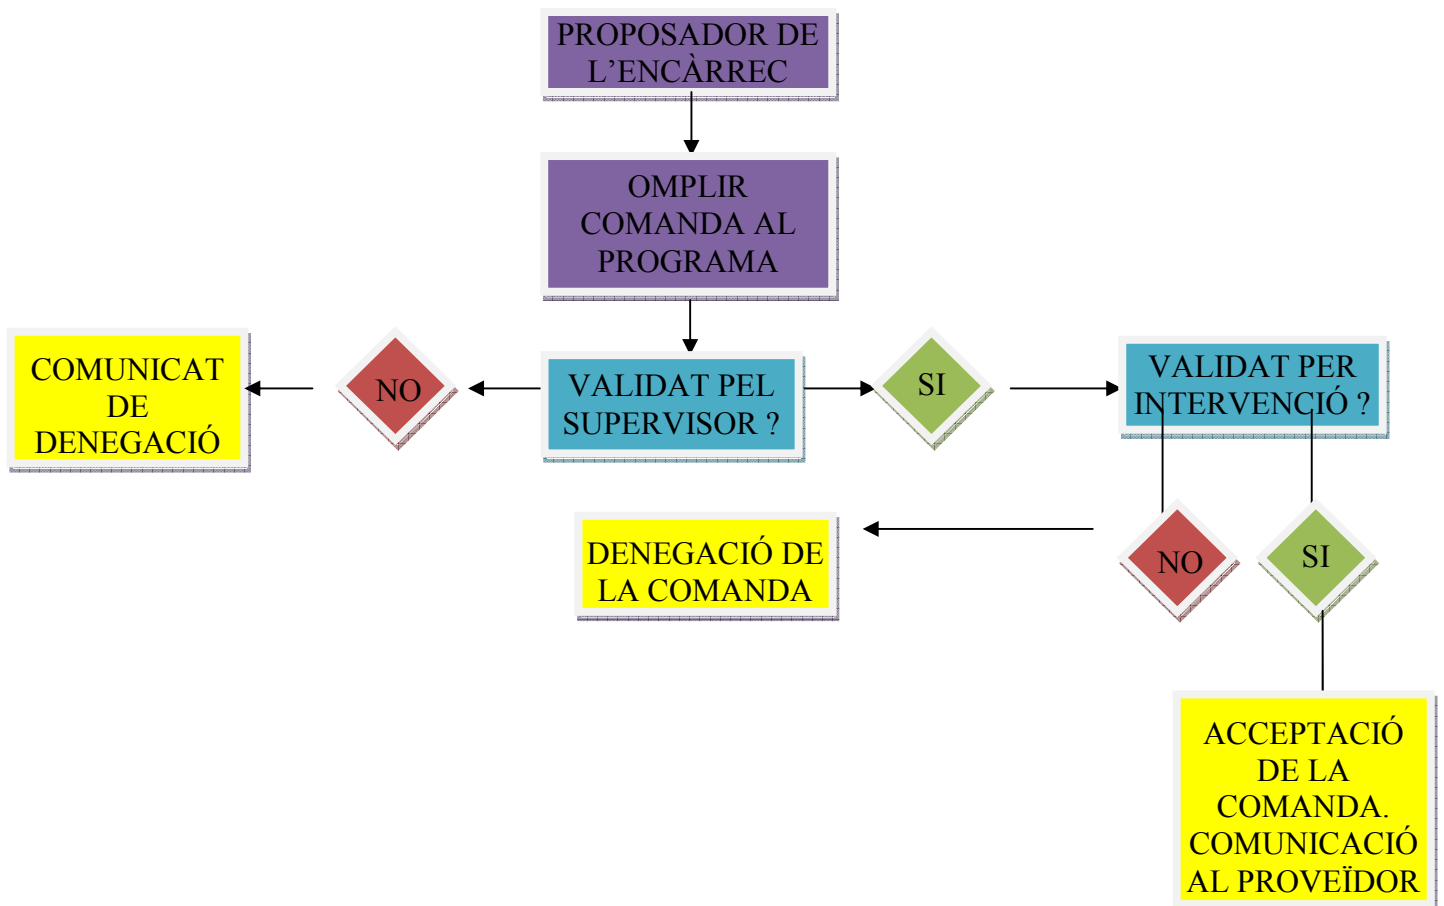 PROPOSADOR DE
L’ENCÀRREC
OMPLIR
COMANDA AL
PROGRAMA
COMUNICAT
DE
DENEGACIÓ
NO
VALIDAT PEL
SUPERVISOR ?
SI
VALIDAT PER
INTERVENCIÓ ?
DENEGACIÓ DE
LA COMANDA
NO
SI
ACCEPTACIÓ
DE LA
COMANDA.
COMUNICACIÓ
AL PROVEÏDOR